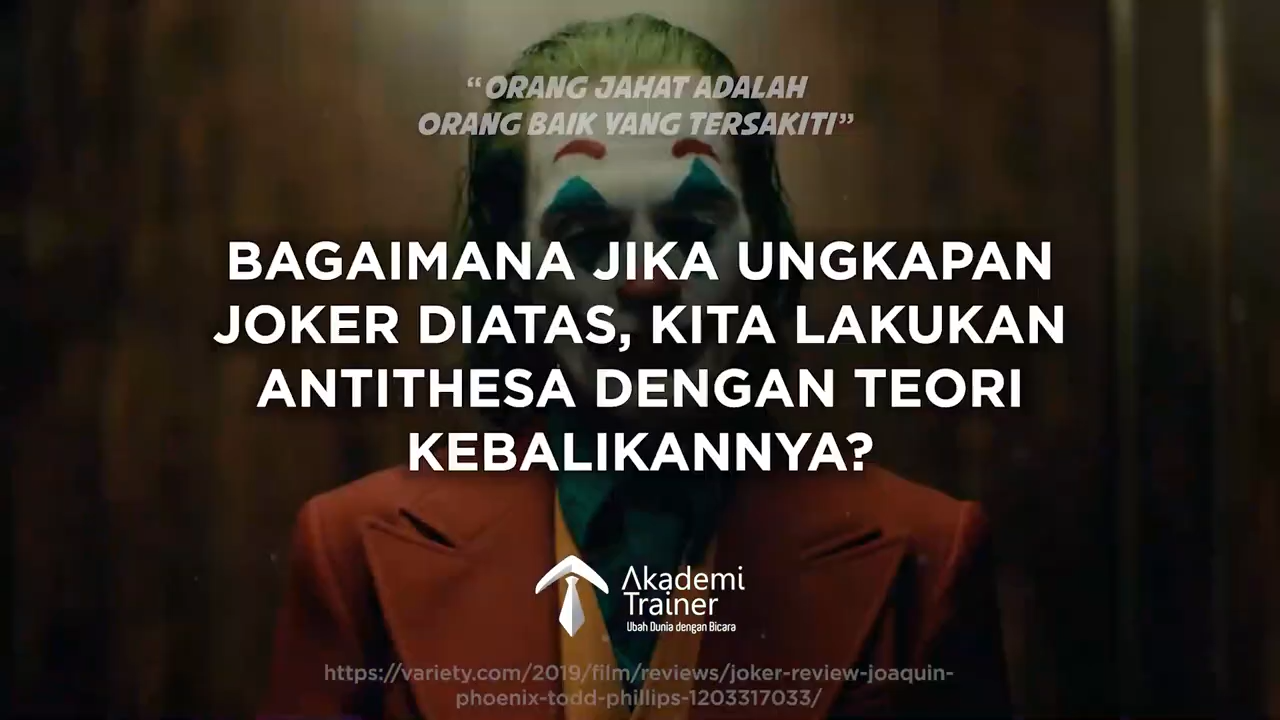 “ORANG JAHAT ADALAH
ORANG BAIK YANG TERSAKITI”
BAGAIMANA JIKA UNGKAPAN
JOKER DIATAS, KITA LAKUKAN
ANTITHESA DENGAN TEORI
KEBALIKANNYA?
Akademi
Trainer
Ubah Dunia dengan Bicara
https://variety.com/2019/film/reviews/joker-review-joaquin-
phoenix-todd-phillips-1203317033/